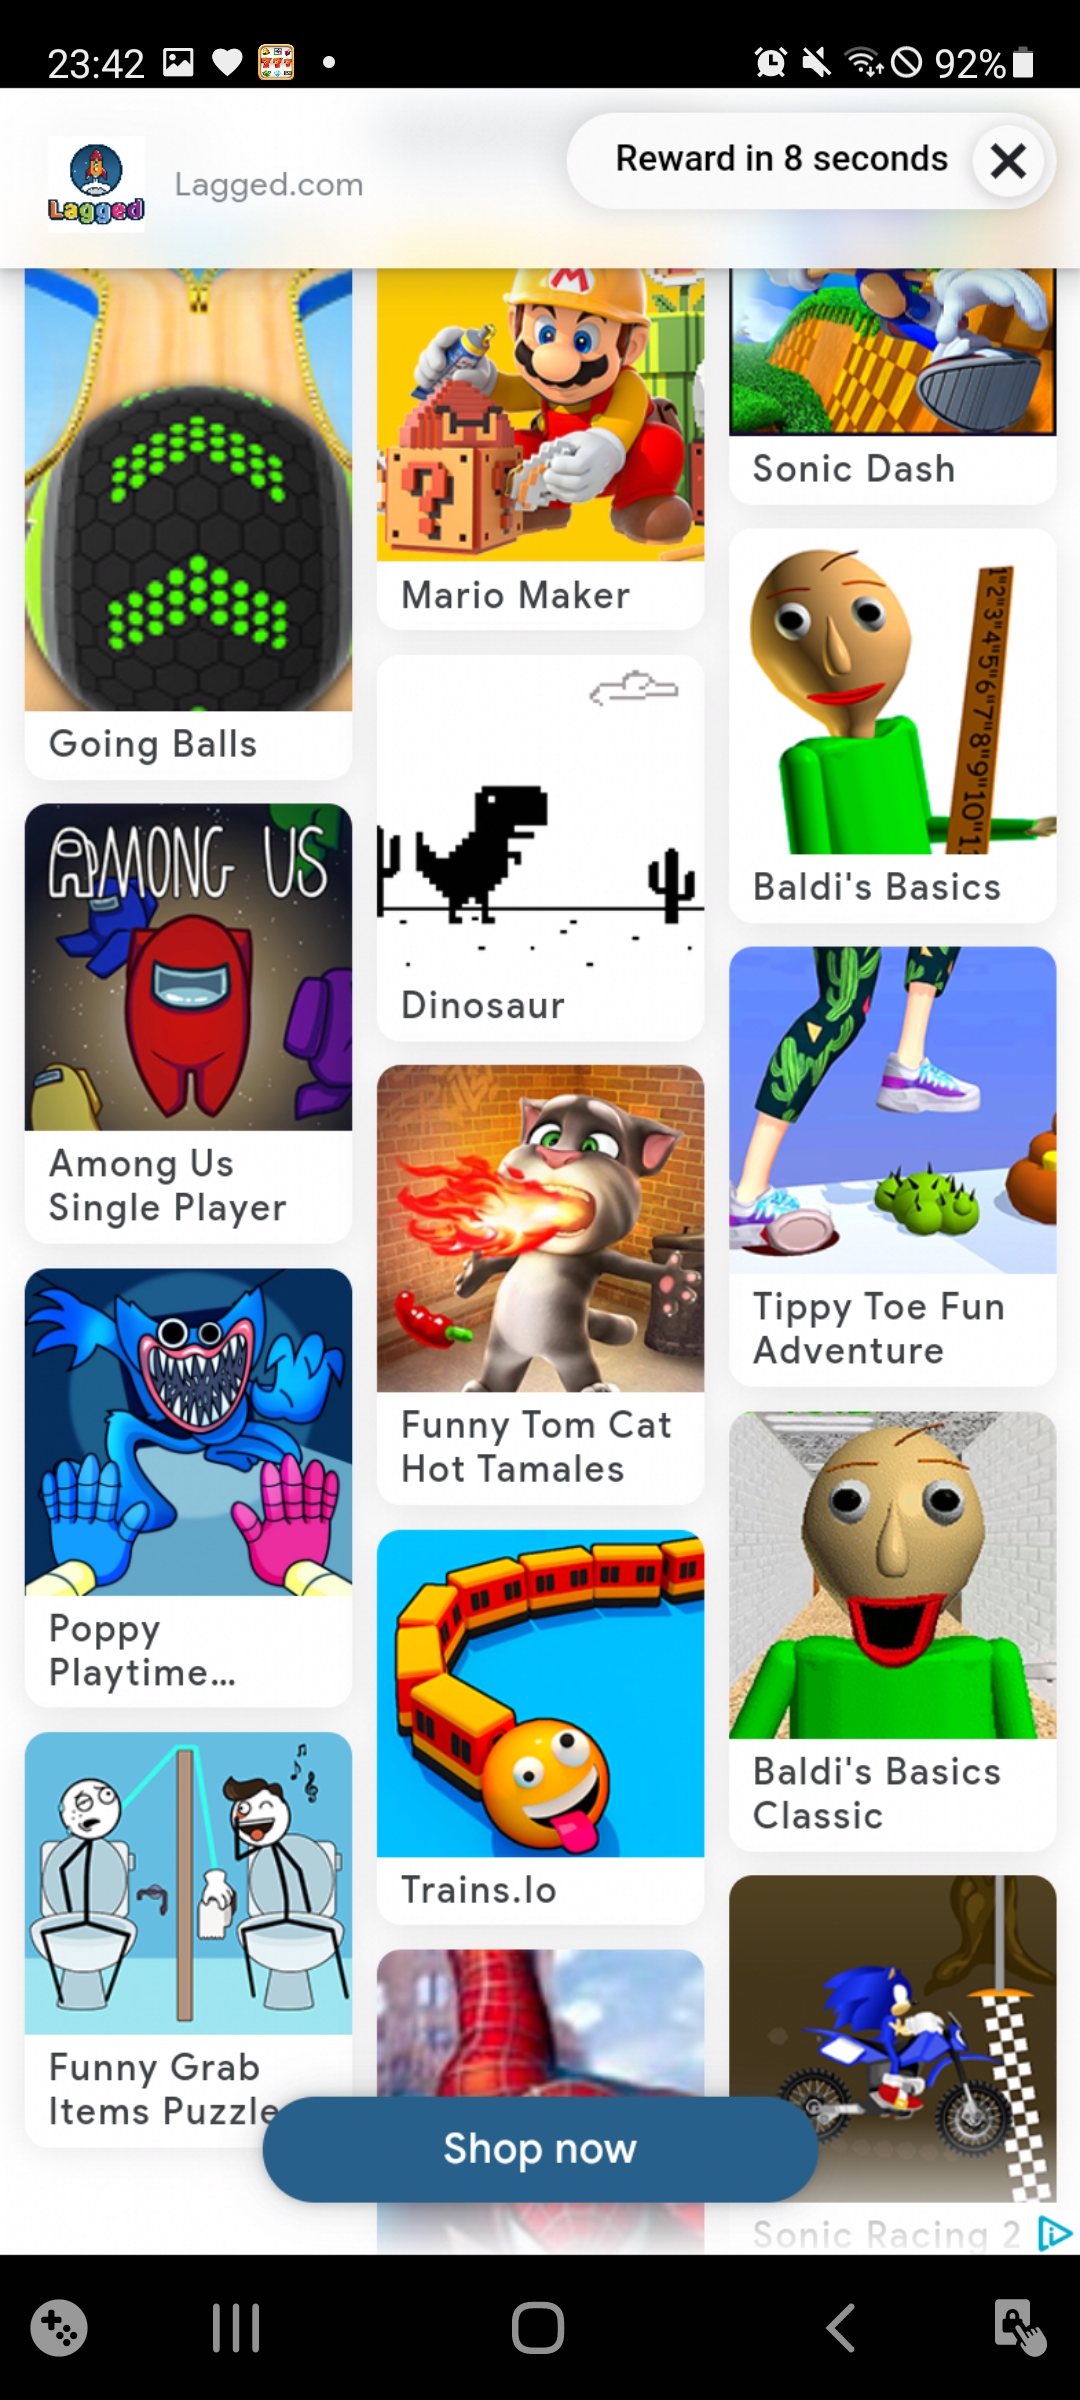 23:42
92%
Lagged
Lagged.com
Reward in 8 seconds
Going Balls
M
?
Mario Maker
Sonic Dash
1"2"3"4"5"6"7"8"9"10"1
Baldi's Basics
AMONG US
Among Us
Single Player
Dinosaur
Tippy Toe Fun
Adventure
Funny Tom Cat
Hot Tamales
Poppy
Playtime...
Baldi's Basics
Classic
Trains.Io
Funny Grab
Items Puzzle
Shop now
Sonic Racing 2